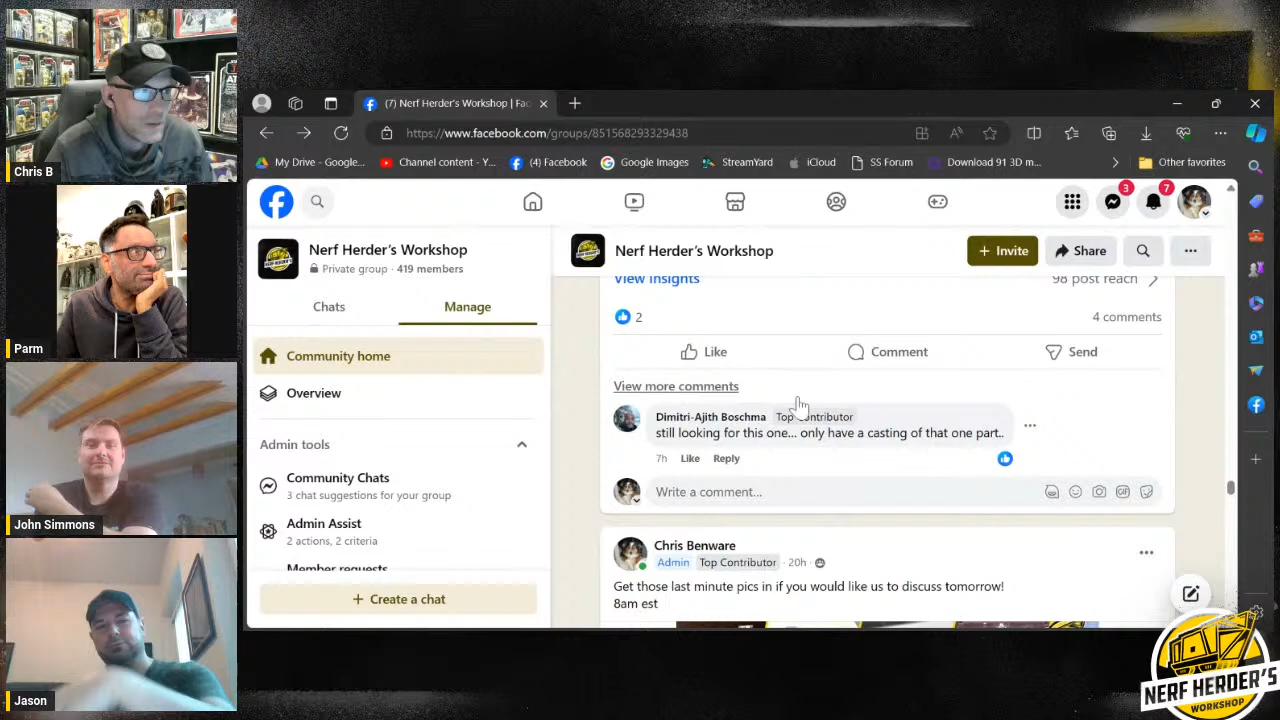 Chris B
Parm
John Simmons
Jason
(7) Nerf Herder's Workshop | Fac
https://www.facebook.com/groups/851568293329438
My Drive - Google...
Channel content - Y...
(4) Facebook
Google Images
StreamYard
iCloud
SS Forum
Download 91 3D m...
Other favorites
3
7
Nerf Herder's Workshop
Private group · 419 members
Chats
Manage
Community home
Overview
Admin tools
Community Chats
3 chat suggestions for your group
Admin Assist
2 actions, 2 criteria
Member requests
+ Create a chat
Nerf Herder's Workshop
+ Invite
Share
View Insights
98 post reach
2
4 comments
Like
Comment
Send
View more comments
Dimitri-Ajith Boschma Top Contributor
still looking for this one... only have a casting of that one part..
7h Like Reply
Write a comment...
GIF
Chris Benware
Admin Top Contributor · 20h ·
Get those last minute pics in if you would like us to discuss tomorrow!
8am est
NERF HERDER'S
WORKSHOP